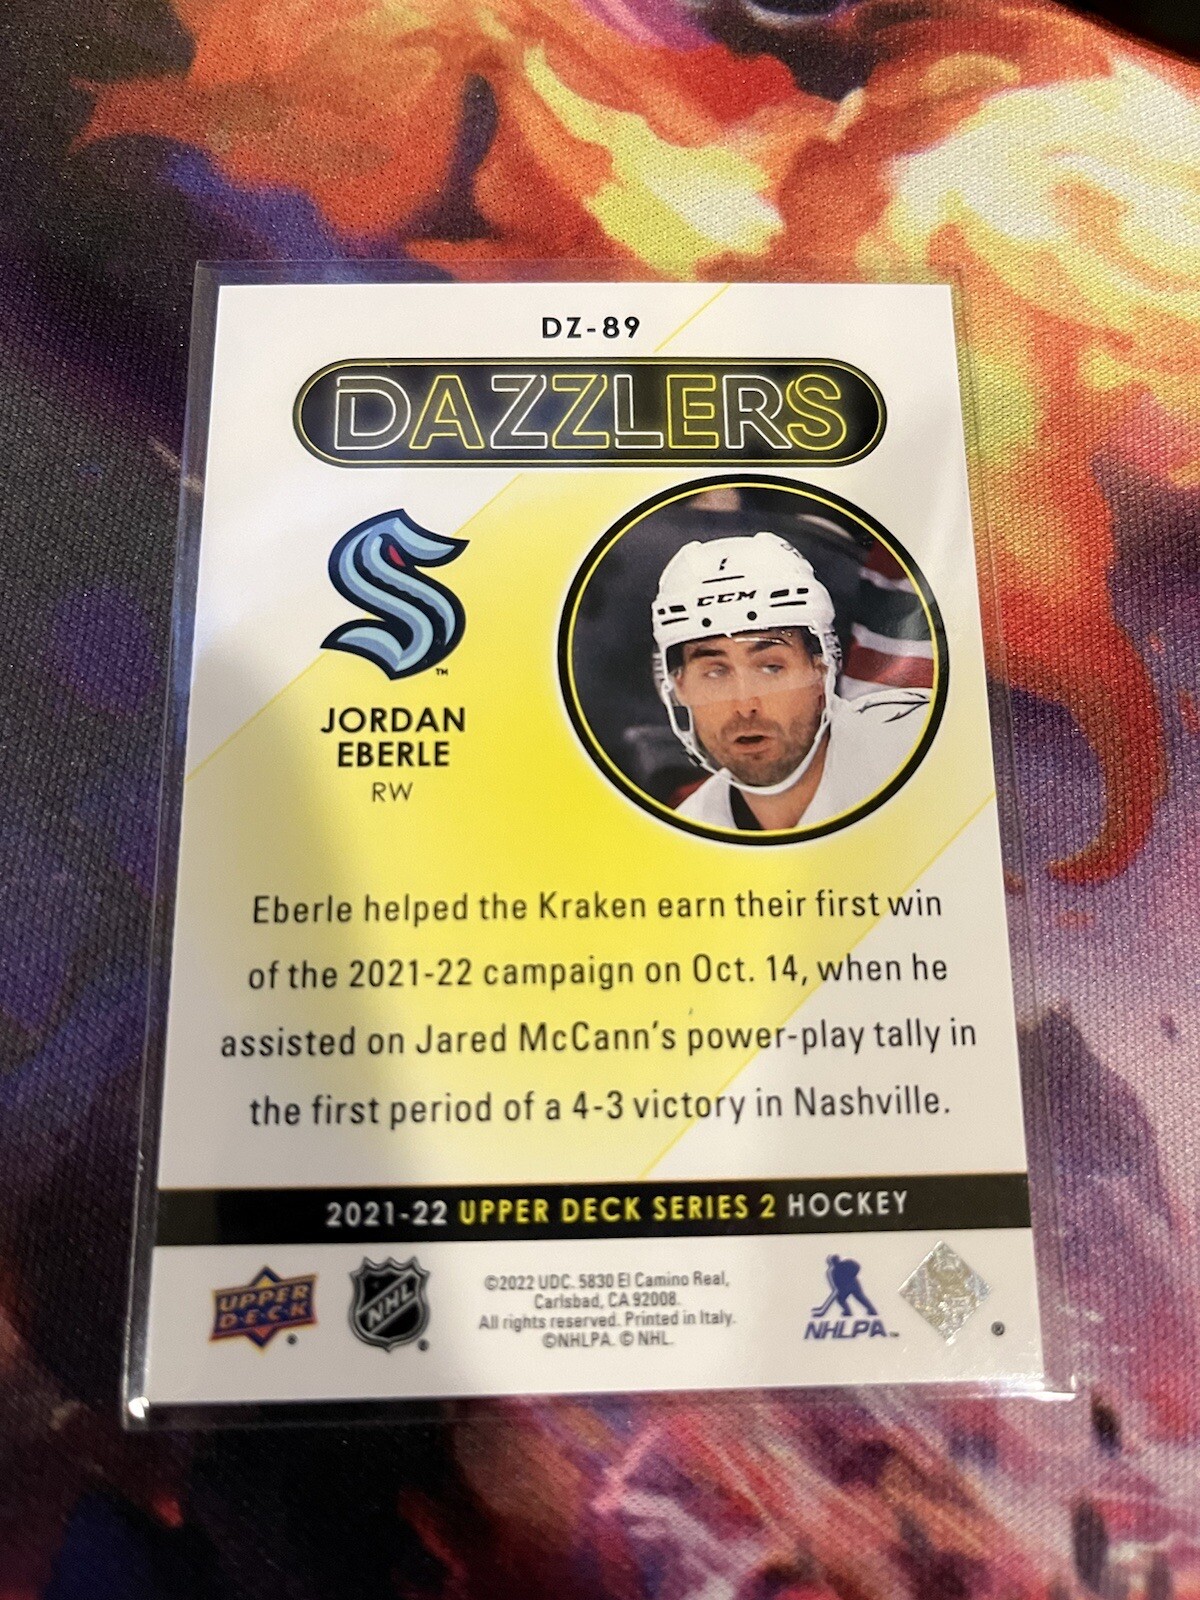 DZ-89
DAZZLERS
CCM
TM
JORDAN
EBERLE
RW
Eberle helped the Kraken earn their first win
of the 2021-22 campaign on Oct. 14, when he
assisted on Jared McCann's power-play tally in
the first period of a 4-3 victory in Nashville.
2021-22 UPPER DECK SERIES 2 HOCKEY
UPPER
DECK
®
NHL
®
©2022 UDC. 5830 El Camino Real,
Carlsbad, CA 92008.
All rights reserved. Printed in Italy.
©NHLPA. © NHL.
NHLPA™
®